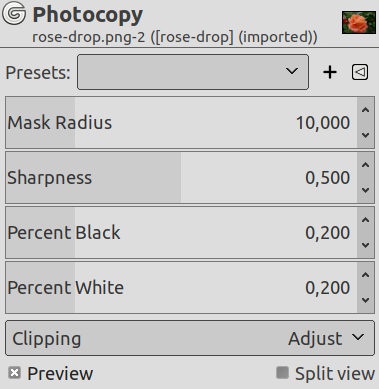 Photocopy
rose-drop.png-2 ([rose-drop] (imported))
Presets:
Mask Radius 10,000
Sharpness 0,500
Percent Black 0,200
Percent White 0,200
Clipping Adjust
Preview Split view